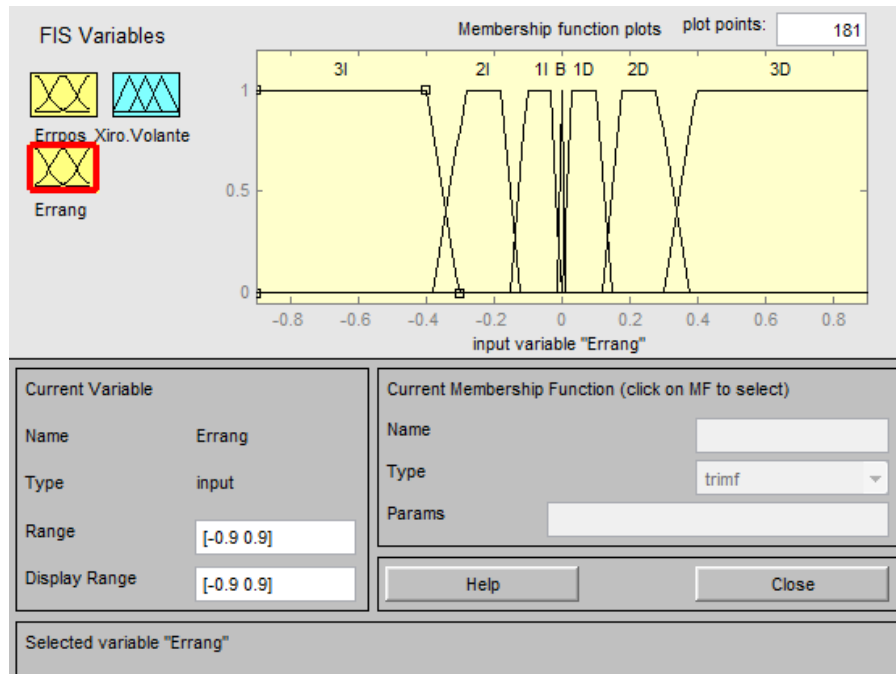 FIS Variables
Membership function plots
plot points:
181
Errpos
Xiro.Volante
Errang
3I
2I
1I
B
1D
2D
3D
1
0.5
0
-0.8
-0.6
-0.4
-0.2
0
0.2
0.4
0.6
0.8
input variable "Errang"
Current Variable
Name
Errang
Type
input
Range
[-0.9 0.9]
Display Range
[-0.9 0.9]
Current Membership Function (click on MF to select)
Name
Type
trimf
Params
Help
Close
Selected variable "Errang"